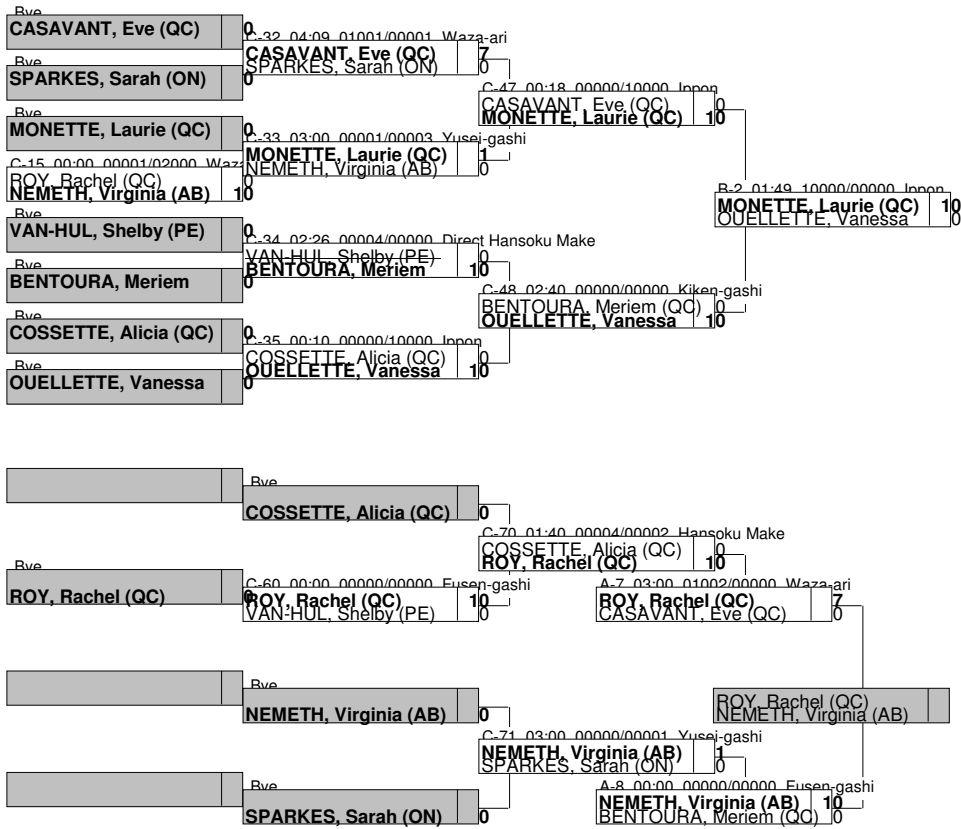 Bye
CASAVANT, Eve (QC) 0
Bye
SPARKES, Sarah (ON) 0
Bye
MONETTE, Laurie (QC) 0
C-15 00:00 00001/02000 Waza
ROY, Rachel (QC) 0
NEMETH, Virginia (AB) 10
Bye
VAN-HUL, Shelby (PE) 0
Bye
BENTOURA, Meriem 0
Bye
COSSETTE, Alicia (QC) 0
Bye
OUELLETTE, Vanessa 0
C-32 04:09 01001/00001 Waza-ari
CASAVANT, Eve (QC) 7
SPARKES, Sarah (ON) 0
C-33 03:00 00001/00003 Yusei-gashi
MONETTE, Laurie (QC) 1
NEMETH, Virginia (AB) 0
C-34 02:26 00004/00000 Direct Hansoku Make
VAN-HUL, Shelby (PE) 0
BENTOURA, Meriem 10
C-35 00:10 00000/10000 Ippon
COSSETTE, Alicia (QC) 0
OUELLETTE, Vanessa 10
C-47 00:18 00000/10000 Ippon
CASAVANT, Eve (QC) 0
MONETTE, Laurie (QC) 10
C-48 02:40 00000/00000 Kiken-gashi
BENTOURA, Meriem (QC) 0
OUELLETTE, Vanessa 10
B-2 01:49 10000/00000 Ippon
MONETTE, Laurie (QC) 10
OUELLETTE, Vanessa 0
Bye
COSSETTE, Alicia (QC) 0
Bye
ROY, Rachel (QC) 0
C-60 00:00 00000/00000 Fusen-gashi
ROY, Rachel (QC) 10
VAN-HUL, Shelby (PE) 0
C-70 01:40 00004/00002 Hansoku Make
COSSETTE, Alicia (QC) 0
ROY, Rachel (QC) 10
A-7 03:00 01002/00000 Waza-ari
ROY, Rachel (QC) 7
CASAVANT, Eve (QC) 0
Bye
NEMETH, Virginia (AB) 0
Bye
SPARKES, Sarah (ON) 0
C-71 03:00 00000/00001 Yusei-gashi
NEMETH, Virginia (AB) 1
SPARKES, Sarah (ON) 0
A-8 00:00 00000/00000 Fusen-gashi
NEMETH, Virginia (AB) 10
BENTOURA, Meriem (QC) 0
ROY, Rachel (QC)
NEMETH, Virginia (AB)